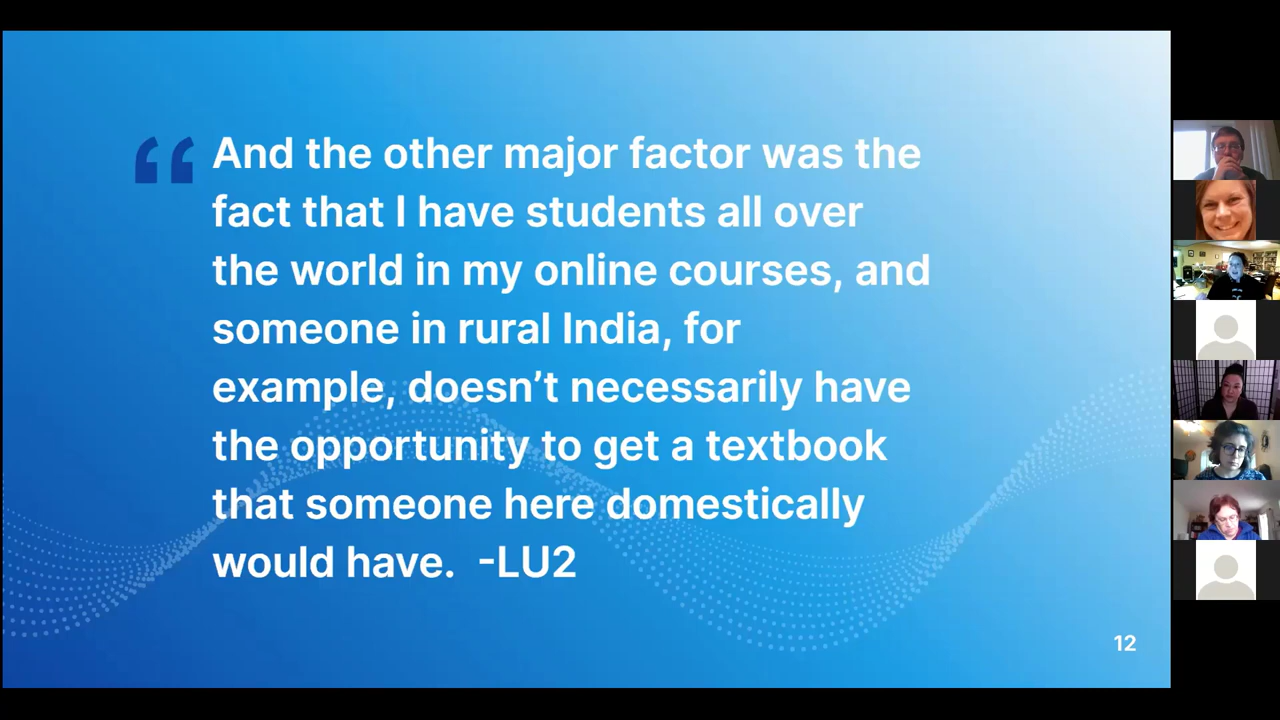 “ And the other major factor was the
fact that I have students all over
the world in my online courses, and
someone in rural India, for
example, doesn’t necessarily have
the opportunity to get a textbook
that someone here domestically
would have.  -LU2
12